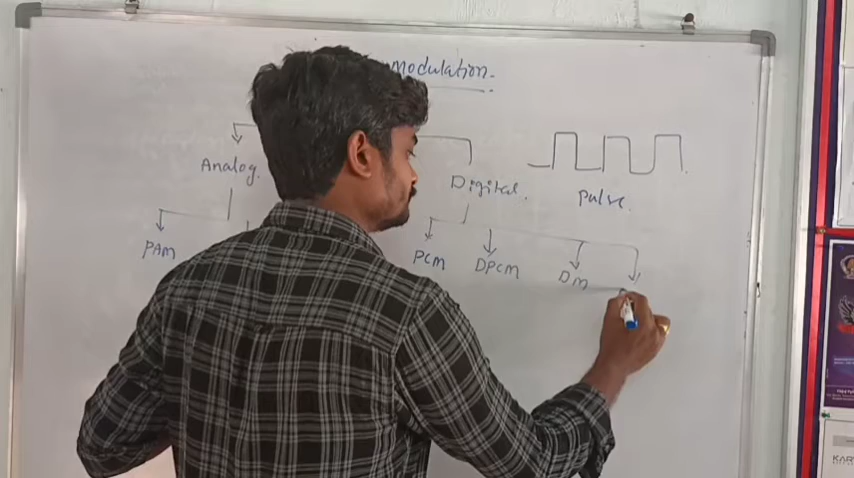 modulation.
Analog.
Digital.
Pulse.
PAM
PCM
DPCM
DM